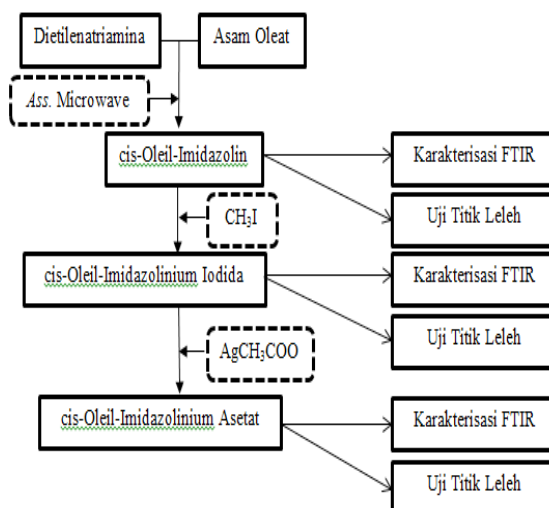 Dietilenatriamina
Asam Oleat
Ass. Microwave
cis-Oleil-Imidazolin
Karakterisasi FTIR
Uji Titik Leleh
CH₃I
cis-Oleil-Imidazolinium Iodida
Karakterisasi FTIR
Uji Titik Leleh
AgCH₃COO
cis-Oleil-Imidazolinium Asetat
Karakterisasi FTIR
Uji Titik Leleh